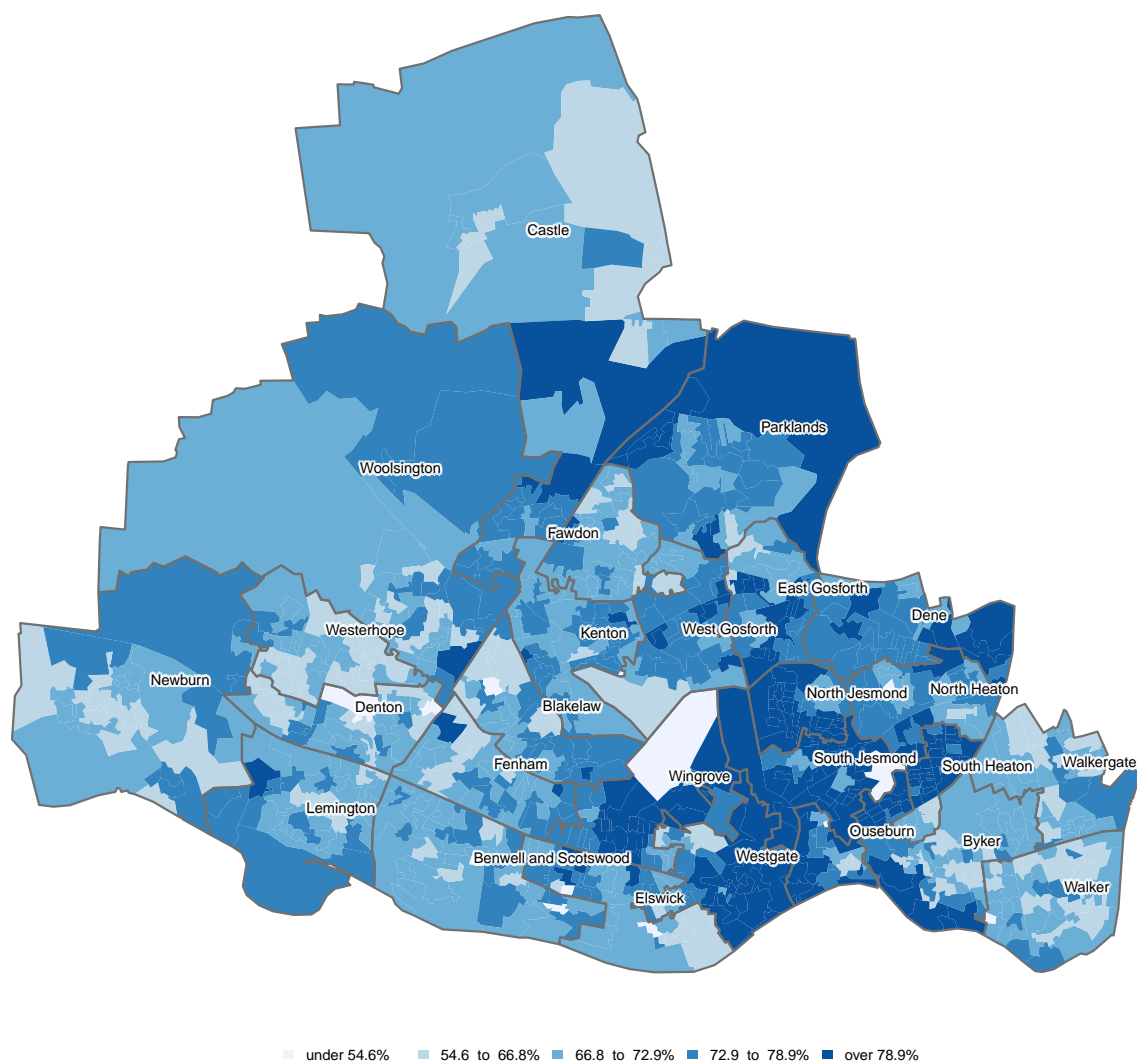 Castle
Parklands
Woolsington
Fawdon
East Gosforth
Dene
Westerhope
Kenton
West Gosforth
Newburn
North Jesmond
North Heaton
Denton
Blakelaw
South Jesmond
Fenham
Wingrove
South Heaton
Walkergate
Lemington
Ouseburn
Byker
Benwell and Scotswood
Westgate
Elswick
Walker
under 54.6% 54.6 to 66.8% 66.8 to 72.9% 72.9 to 78.9% over 78.9%